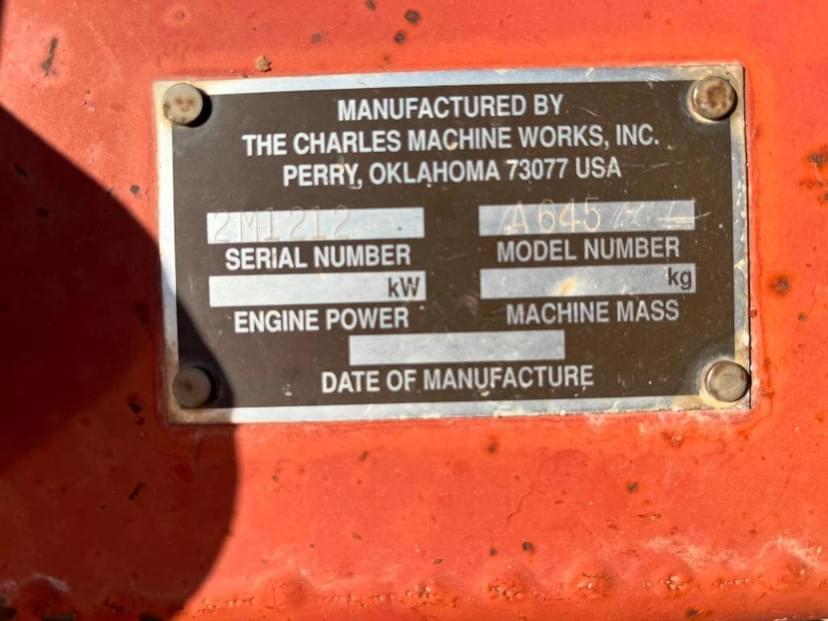 MANUFACTURED BY
THE CHARLES MACHINE WORKS, INC.
PERRY, OKLAHOMA 73077 USA
2M1212 A645
SERIAL NUMBER MODEL NUMBER
kW kg
ENGINE POWER MACHINE MASS
DATE OF MANUFACTURE